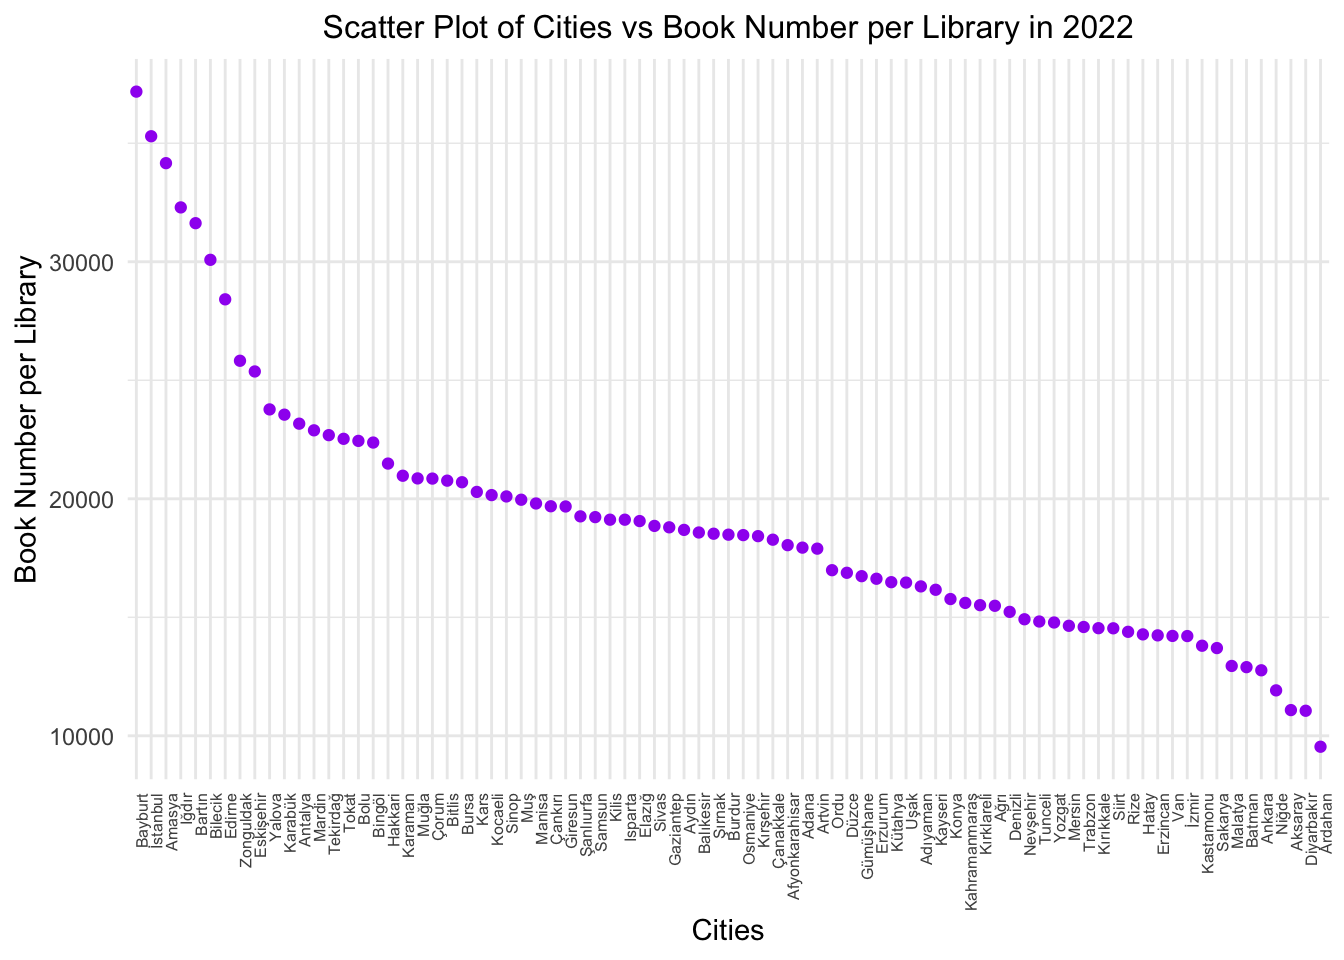 Scatter Plot of Cities vs Book Number per Library in 2022
Book Number per Library
30000
20000
10000
Bayburt
İstanbul
Amasya
Iğdır
Bartın
Bilecik
Edirne
Zonguldak
Eskişehir
Yalova
Karabük
Antalya
Mardin
Tekirdağ
Tokat
Bolu
Bingöl
Hakkari
Karaman
Muğla
Çorum
Bitlis
Bursa
Kars
Kocaeli
Sinop
Muş
Manisa
Çankırı
Giresun
Şanlıurfa
Samsun
Kilis
Isparta
Elazığ
Sivas
Gaziantep
Aydın
Balıkesir
Şırnak
Burdur
Osmaniye
Kırşehir
Çanakkale
Afyonkarahisar
Adana
Artvin
Ordu
Düzce
Gümüşhane
Erzurum
Kütahya
Uşak
Adıyaman
Kayseri
Konya
Kahramanmaraş
Kırklareli
Ağrı
Denizli
Nevşehir
Tunceli
Yozgat
Mersin
Trabzon
Kırıkkale
Siirt
Rize
Hatay
Erzincan
Van
İzmir
Kastamonu
Sakarya
Malatya
Batman
Ankara
Niğde
Aksaray
Diyarbakır
Ardahan
Cities